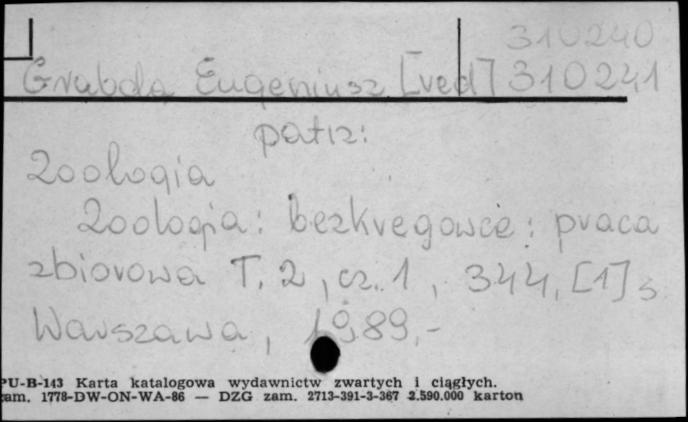 310240
Grabda Eugeniusz [red] 310241
patrz:
Zoologia
Zoologia: bezkręgowce: praca
zbiorowa T. 2, cz. 1, 344, [1] s
Warszawa, 1989,-
PU-B-143 Karta katalogowa wydawnictw zwartych i ciągłych.
zam. 1778-DW-ON-WA-86 — DZG zam. 2713-391-3-367 2.590.000 karton